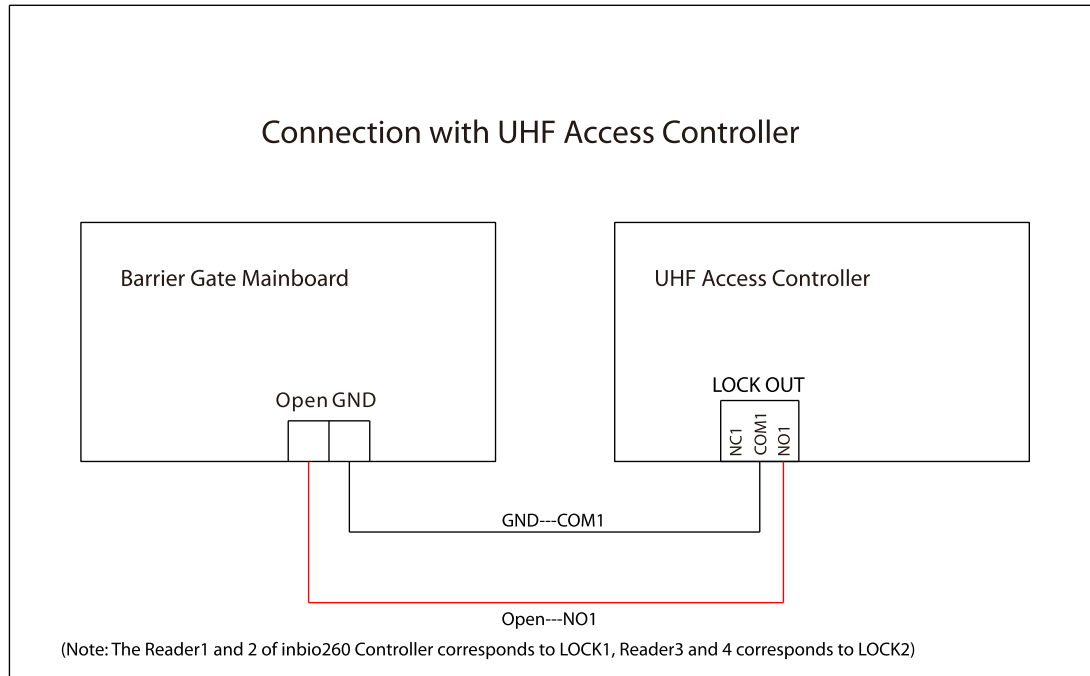 Connection with UHF Access Controller
Barrier Gate Mainboard
UHF Access Controller
Open GND
LOCK OUT
NC1
COM1
NO1
GND---COM1
Open---NO1
(Note: The Reader1 and 2 of inbio260 Controller corresponds to LOCK1, Reader3 and 4 corresponds to LOCK2)